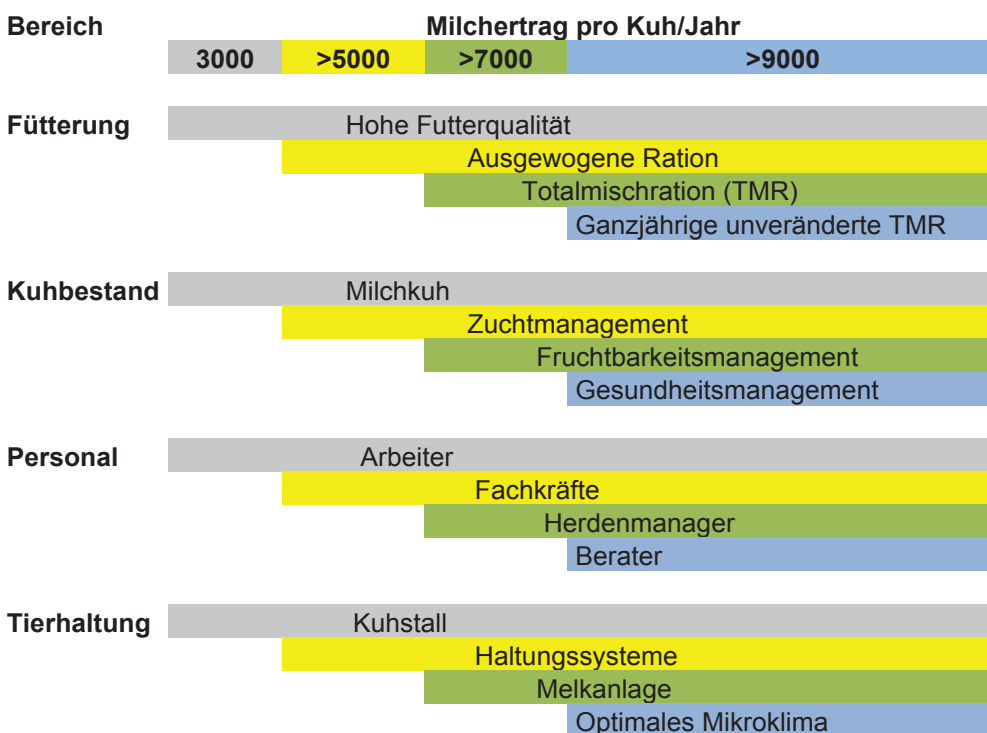 Bereich Milchertrag pro Kuh/Jahr
3000 >5000 >7000 >9000
Fütterung Hohe Futterqualität
Ausgewogene Ration
Totalmischration (TMR)
Ganzjährige unveränderte TMR
Kuhbestand Milchkuh
Zuchtmanagement
Fruchtbarkeitsmanagement
Gesundheitsmanagement
Personal Arbeiter
Fachkräfte
Herdenmanager
Berater
Tierhaltung Kuhstall
Haltungssysteme
Melkanlage
Optimales Mikroklima